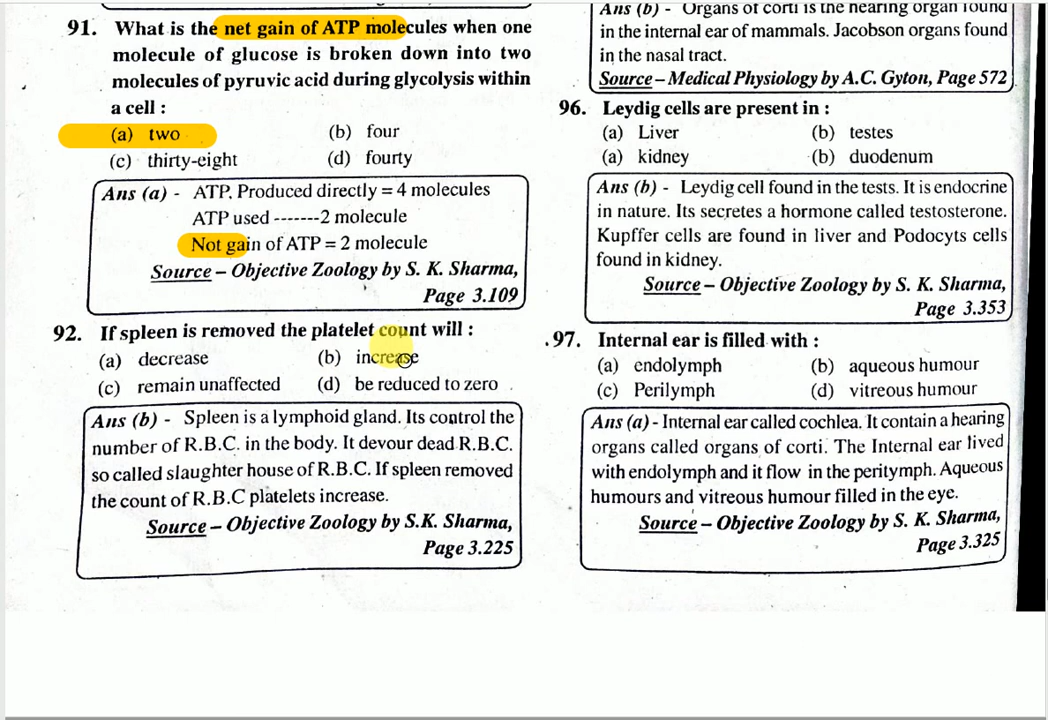 91. What is the net gain of ATP molecules when one
molecule of glucose is broken down into two
molecules of pyruvic acid during glycolysis within
a cell :
(a) two (b) four
(c) thirty-eight (d) fourty
Ans (a) - ATP. Produced directly = 4 molecules
ATP used -------2 molecule
Not gain of ATP = 2 molecule
Source – Objective Zoology by S. K. Sharma,
Page 3.109
92. If spleen is removed the platelet count will :
(a) decrease (b) increase
(c) remain unaffected (d) be reduced to zero
Ans (b) - Spleen is a lymphoid gland. Its control the
number of R.B.C. in the body. It devour dead R.B.C.
so called slaughter house of R.B.C. If spleen removed
the count of R.B.C platelets increase.
Source – Objective Zoology by S.K. Sharma,
Page 3.225
Ans (b) - Organs of corti is the hearing organ found
in the internal ear of mammals. Jacobson organs found
in the nasal tract.
Source – Medical Physiology by A.C. Gyton, Page 572
96. Leydig cells are present in :
(a) Liver (b) testes
(a) kidney (b) duodenum
Ans (b) - Leydig cell found in the tests. It is endocrine
in nature. Its secretes a hormone called testosterone.
Kupffer cells are found in liver and Podocyts cells
found in kidney.
Source – Objective Zoology by S. K. Sharma,
Page 3.353
97. Internal ear is filled with :
(a) endolymph (b) aqueous humour
(c) Perilymph (d) vitreous humour
Ans (a) - Internal ear called cochlea. It contain a hearing
organs called organs of corti. The Internal ear lived
with endolymph and it flow in the peritymph. Aqueous
humours and vitreous humour filled in the eye.
Source – Objective Zoology by S. K. Sharma,
Page 3.325